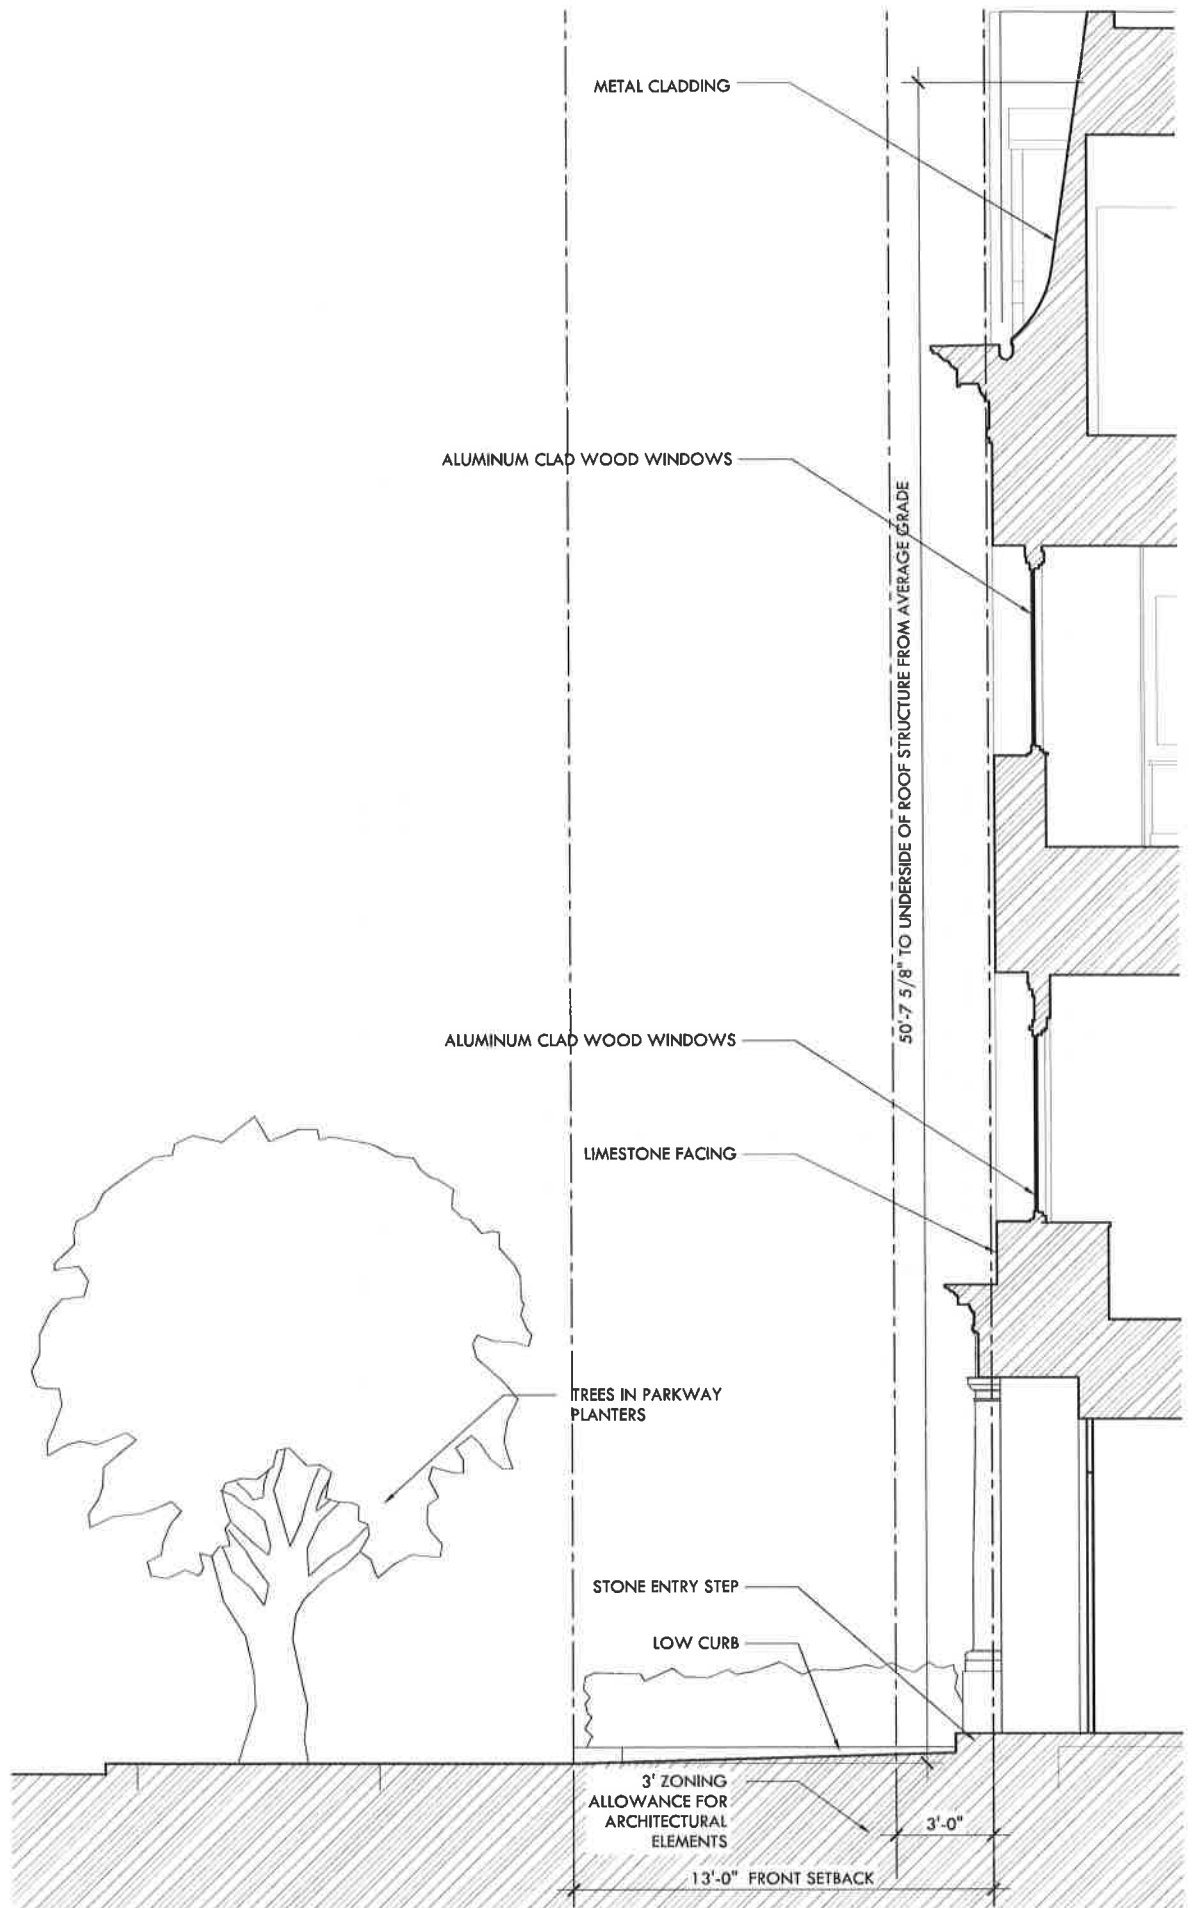 METAL CLADDING
ALUMINUM CLAD WOOD WINDOWS
50'-7 5/8" TO UNDERSIDE OF ROOF STRUCTURE FROM AVERAGE GRADE
ALUMINUM CLAD WOOD WINDOWS
LIMESTONE FACING
TREES IN PARKWAY
PLANTERS
STONE ENTRY STEP
LOW CURB
3' ZONING
ALLOWANCE FOR
ARCHITECTURAL
ELEMENTS
3'-0"
13'-0" FRONT SETBACK